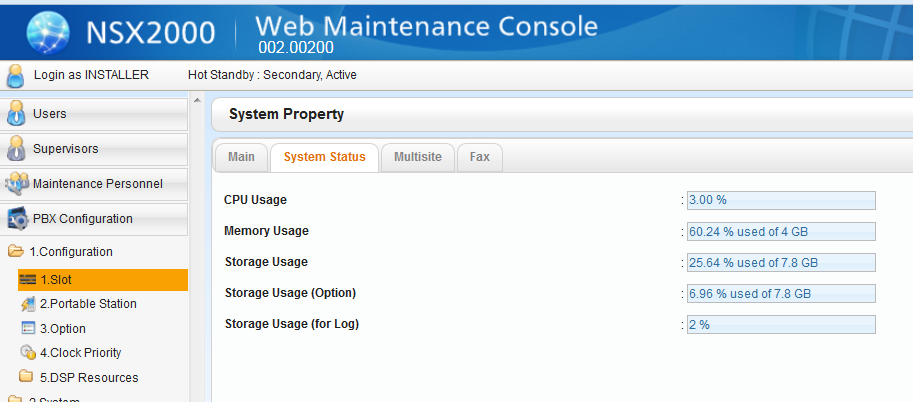 NSX2000 Web Maintenance Console
002.00200
Login as INSTALLER Hot Standby : Secondary, Active
Users
Supervisors
Maintenance Personnel
PBX Configuration
1.Configuration
1.Slot
2.Portable Station
3.Option
4.Clock Priority
5.DSP Resources
2.System
System Property
Main System Status Multisite Fax
CPU Usage : 3.00 %
Memory Usage : 60.24 % used of 4 GB
Storage Usage : 25.64 % used of 7.8 GB
Storage Usage (Option) : 6.96 % used of 7.8 GB
Storage Usage (for Log) : 2 %